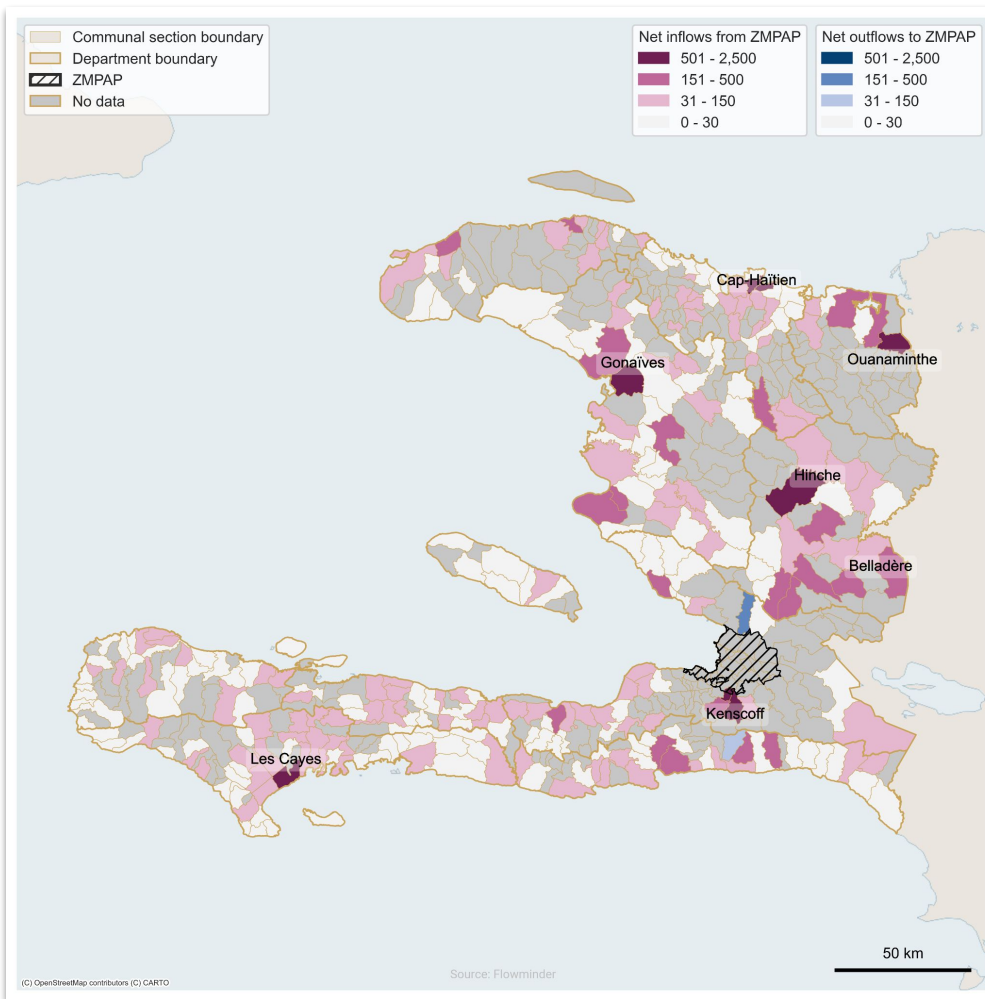 Communal section boundary
Department boundary
ZMPAP
No data
Net inflows from ZMPAP
501 - 2,500
151 - 500
31 - 150
0 - 30
Net outflows to ZMPAP
501 - 2,500
151 - 500
31 - 150
0 - 30
Cap-Haïtien
Ouanaminthe
Gonaïves
Hinche
Belladère
Kenscoff
Les Cayes
50 km
Source: Flowminder
(C) OpenStreetMap contributors (C) CARTO